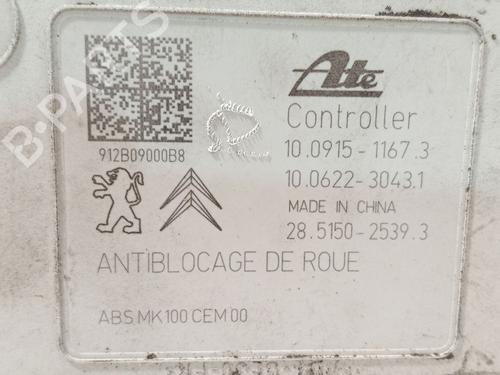 Ate
Controller
10.0915-1167.3
10.0622-3043.1
MADE IN CHINA
28.5150-2539.3
912B09000B8
ANTIBLOCAGE DE ROUE
ABS MK100 CEM 00
B-PARTS